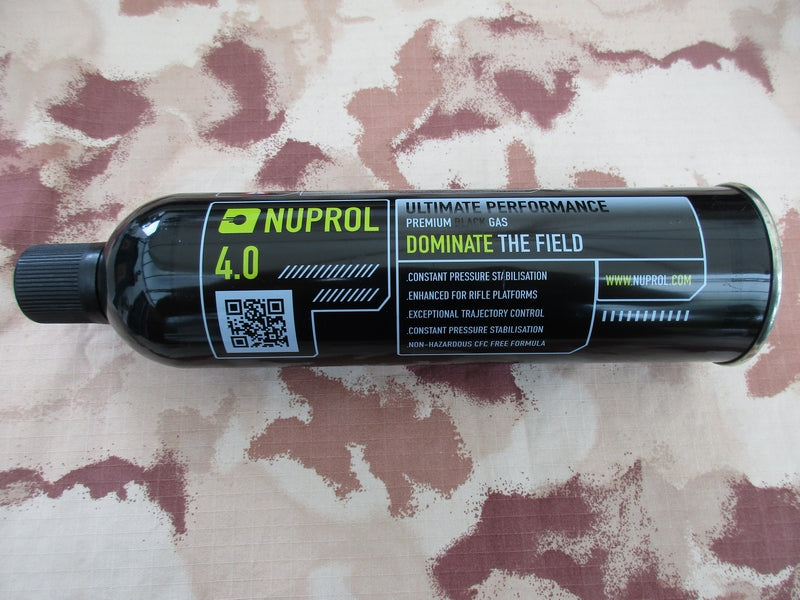 NUPROL
4.0
ULTIMATE PERFORMANCE
PREMIUM BLACK GAS
DOMINATE THE FIELD
.CONSTANT PRESSURE STABILISATION
.ENHANCED FOR RIFLE PLATFORMS
.EXCEPTIONAL TRAJECTORY CONTROL
.CONSTANT PRESSURE STABILISATION
.NON-HAZARDOUS CFC FREE FORMULA
WWW.NUPROL.COM